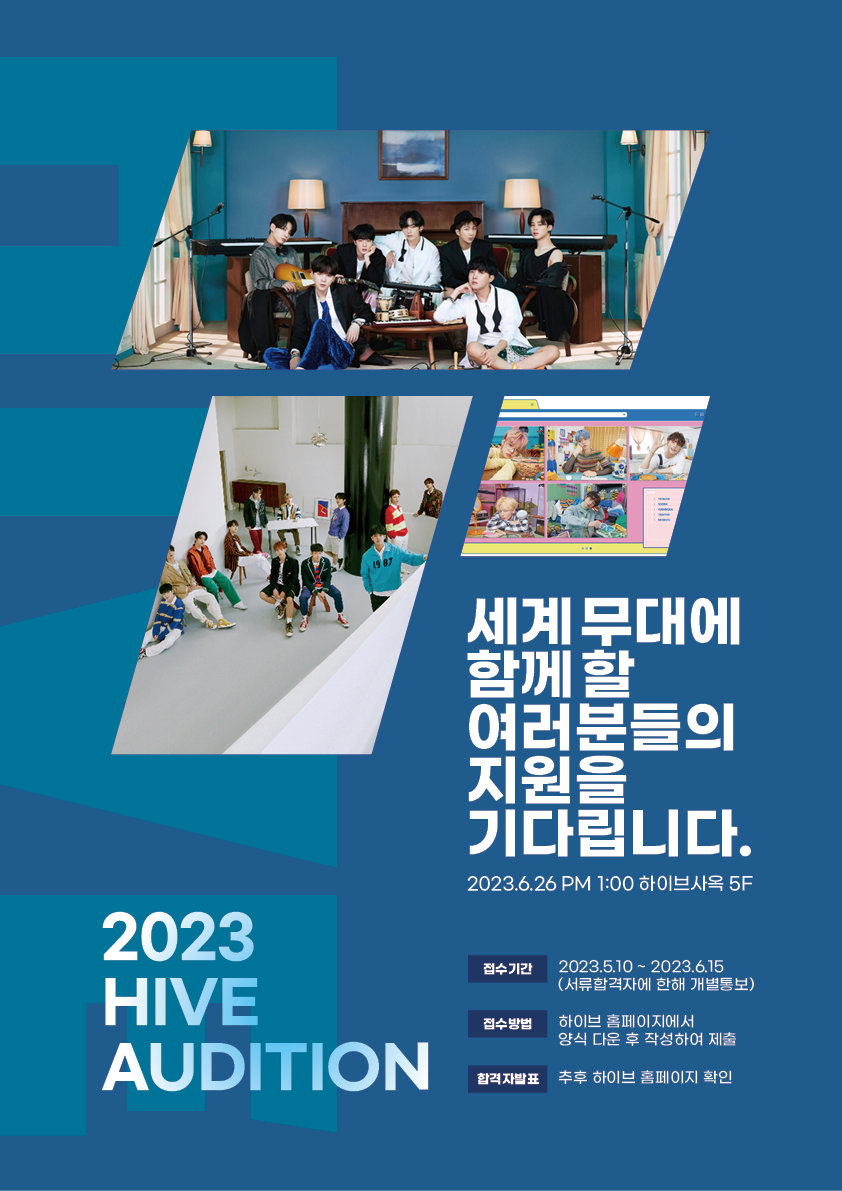 1987
세계 무대에
함께 할
여러분들의
지원을
기다립니다.
2023.6.26 PM 1:00 하이브사옥 5F
2023
HIVE
AUDITION
접수기간 2023.5.10 ~ 2023.6.15
(서류합격자에 한해 개별통보)
접수방법 하이브 홈페이지에서
양식 다운 후 작성하여 제출
합격자발표 추후 하이브 홈페이지 확인